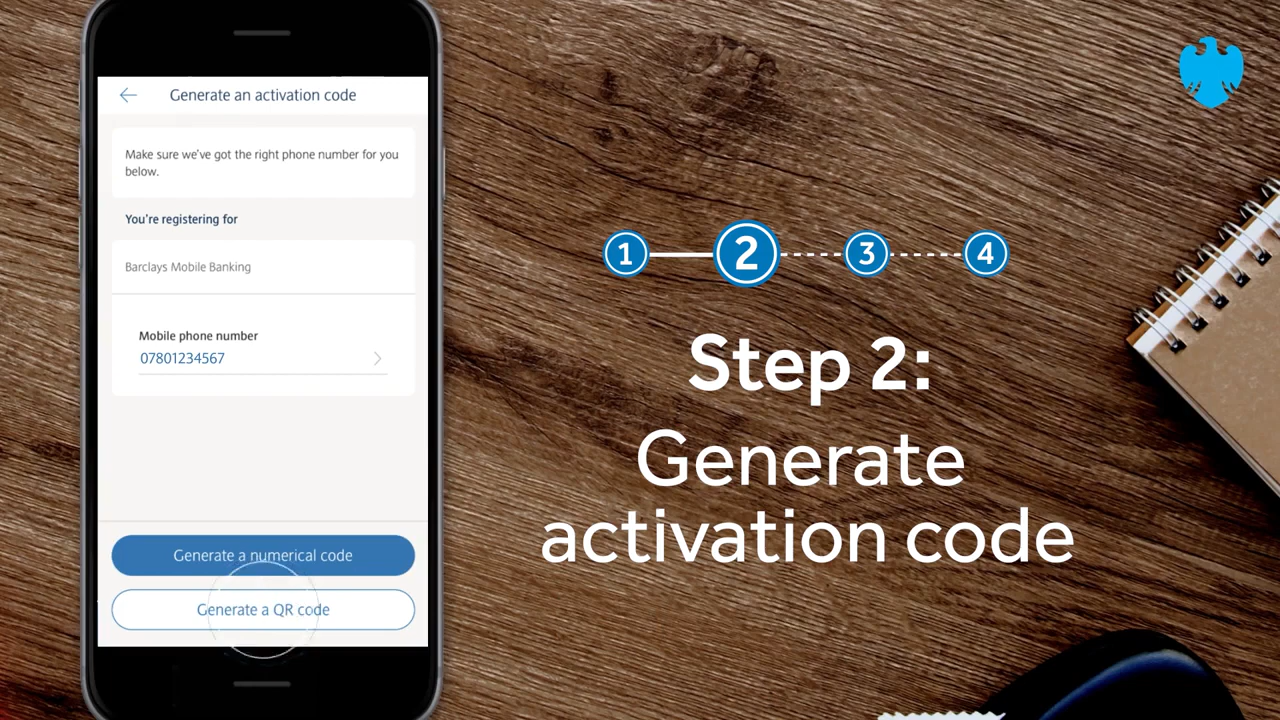 Generate an activation code
Make sure we've got the right phone number for you
below.
You're registering for
Barclays Mobile Banking
Mobile phone number
07801234567
Generate a numerical code
Generate a QR code
1 2 3 4
Step 2:
Generate
activation code